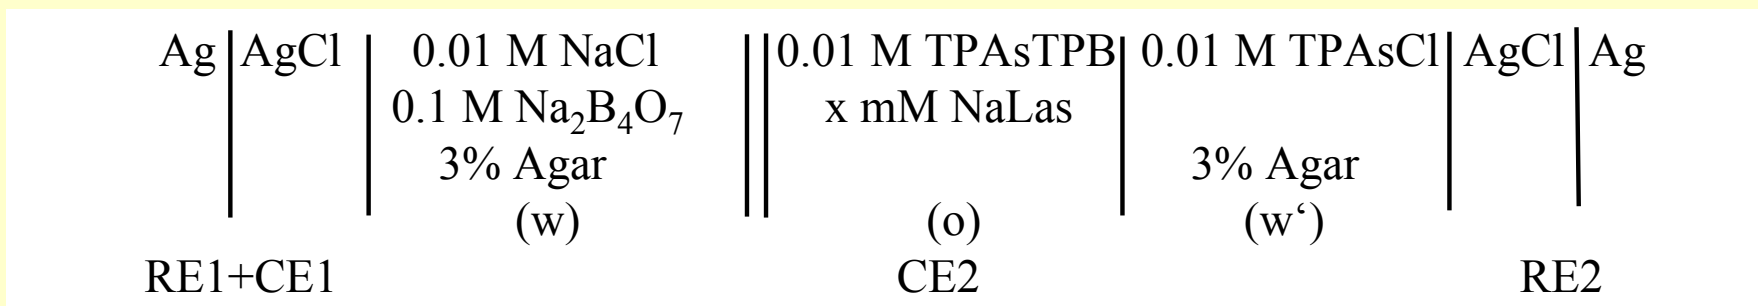 Ag AgCl 0.01 M NaCl 0.01 M TPAsTPB 0.01 M TPAsCl AgCl Ag
0.1 M Na₂B₄O₇ x mM NaLas
3% Agar 3% Agar
(w) (o) (w‘)
RE1+CE1 CE2 RE2